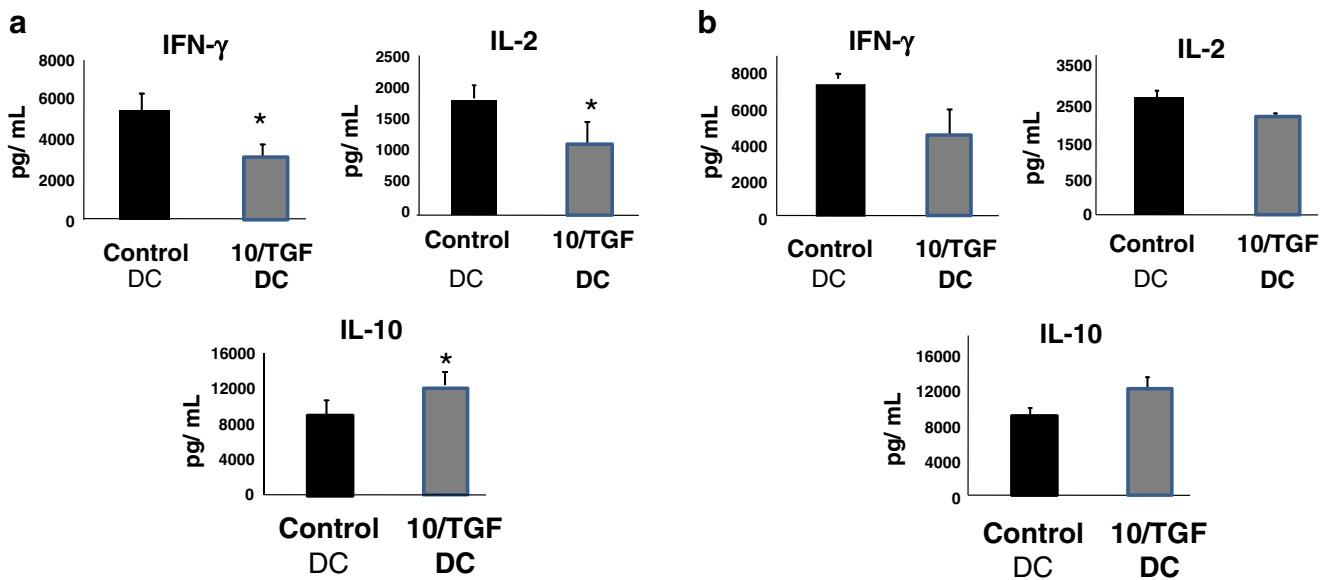 a
IFN-γ
8000
6000
4000
2000
0
pg/ mL
*
Control 10/TGF
DC DC
IL-2
2500
2000
1500
1000
500
0
pg/ mL
*
Control 10/TGF
DC DC
IL-10
16000
12000
8000
4000
0
pg/ mL
*
Control 10/TGF
DC DC
b
IFN-γ
8000
6000
4000
2000
0
pg/ mL
Control 10/TGF
DC DC
IL-2
3500
2500
1500
500
0
pg/ mL
Control 10/TGF
DC DC
IL-10
16000
12000
8000
4000
0
pg/ mL
Control 10/TGF
DC DC